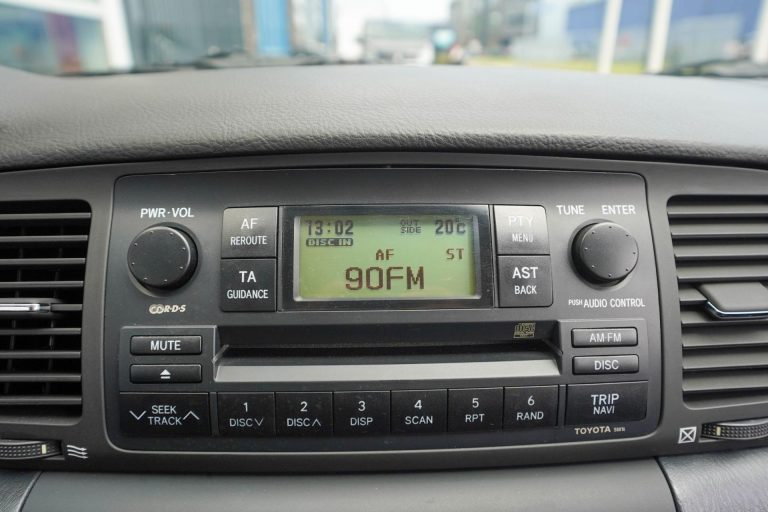 PWR·VOL
AF
REROUTE
13:02
OUT SIDE
20°C
PTY
MENU
TUNE ENTER
DISC IN
AF
ST
90FM
TA
GUIDANCE
AST
BACK
R·D·S
PUSH AUDIO CONTROL
MUTE
AM·FM
DISC
SEEK
TRACK
1
DISC∨
2
DISC∧
3
DISP
4
SCAN
5
RPT
6
RAND
TRIP
NAVI
TOYOTA